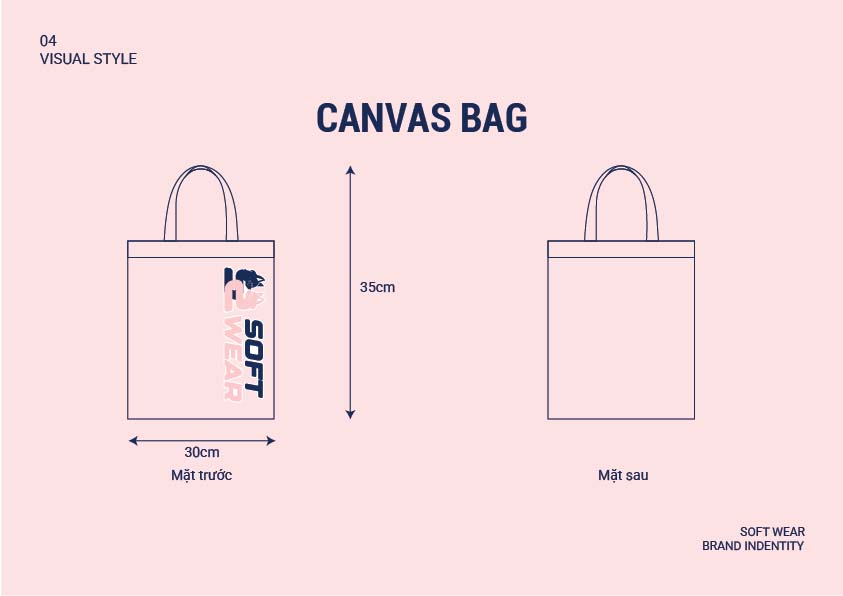 04
VISUAL STYLE
CANVAS BAG
35cm
SOFT
WEAR
30cm
Mặt trước
Mặt sau
SOFT WEAR
BRAND INDENTITY